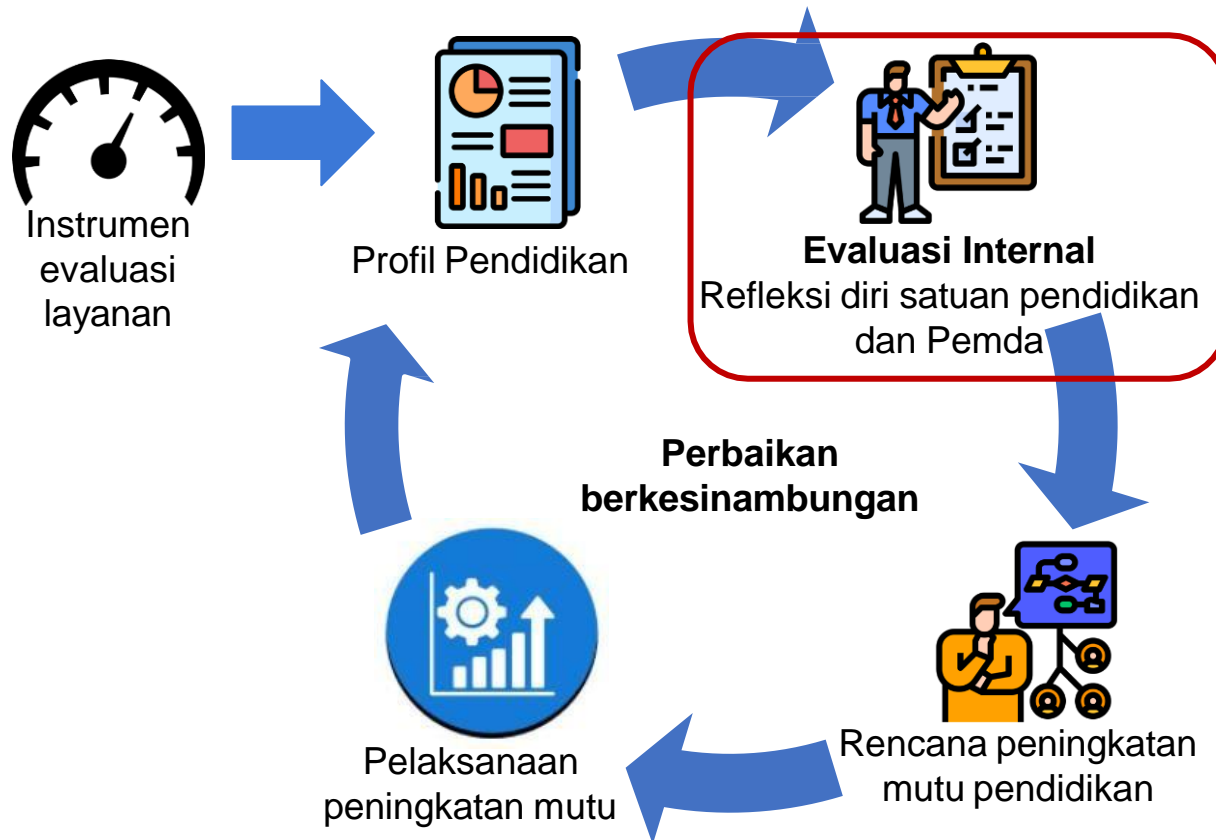 Instrumen
evaluasi
layanan
Profil Pendidikan
Evaluasi Internal
Refleksi diri satuan pendidikan
dan Pemda
Perbaikan
berkesinambungan
Rencana peningkatan
mutu pendidikan
Pelaksanaan
peningkatan mutu